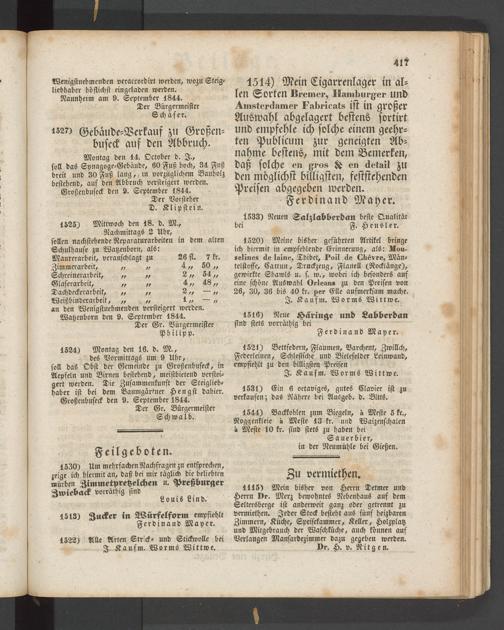 417
Wenigstnehmenden veraccordirt werden, wozu Steig-
liebhaber höflichst eingeladen werden.
Mannheim am 9. September 1844.
Der Bürgermeister
Schäfer.
1527) Gebäude-Verkauf zu Großen-
buseck auf den Abbruch.
Montag den 14. October d. J.,
soll das Synagoge-Gebäude, 60 Fuß hoch, 34 Fuß
breit und 30 Fuß lang, in vorzüglichem Bauholz
bestehend, auf den Abbruch versteigert werden.
Großenbuseck den 9. September 1844.
Der Vorsteher
D. Klipstein.
1525) Mittwoch den 18. d. M.,
Nachmittags 2 Uhr,
sollen nachstehende Reparaturarbeiten in dem alten
Schulhause zu Watzenborn, als:
Maurerarbeit, veranschlagt zu 26 fl. 7 kr.
Zimmerarbeit, „ „ 4 „ 50 „
Schreinerarbeit, „ „ 2 „ 54 „
Glaserarbeit, „ „ 4 „ 48 „
Dachdeckerarbeit, „ „ 2 „ — „
Weißbinderarbeit, „ „ 1 „ — „
an den Wenigstnehmenden versteigert werden.
Watzenborn den 9. September 1844.
Der Gr. Bürgermeister
Philipp.
1524) Montag den 16. d. M.,
des Vormittags um 9 Uhr,
soll das Obst der Gemeinde zu Großenbuseck, in
Aepfeln und Birnen bestehend, meistbietend verstei-
gert werden. Die Zusammenkunft der Steiglieb-
haber ist bei dem Baumgärtner Hengst dahier.
Großenbuseck den 9. September 1844.
Der Gr. Bürgermeister
Schwalb.
Feilgeboten.
1530) Um mehrfachen Nachfragen zu entsprechen,
zeige ich hiermit an, daß bei mir täglich die beliebten
mürben Zimmetpretzelchen u. Preßburger
Zwieback vorräthig sind
Louis Lind.
1513) Zucker in Würfelform empfiehlt
Ferdinand Mayer.
1522) Alle Arten Strick- und Stickwolle bei
J. Kaufm. Worms Wittwe.
1514) Mein Cigarrenlager in al-
len Sorten Bremer, Hamburger und
Amsterdamer Fabricats ist in großer
Auswahl abgelagert bestens sortirt
und empfehle ich solche einem geehr-
ten Publicum zur geneigten Ab-
nahme bestens, mit dem Bemerken,
daß solche en gros & en detail zu
den möglichst billigsten, feststehenden
Preisen abgegeben werden.
Ferdinand Mayer.
1533) Neuen Salzlabberdan beste Qualität
bei F. Hensler.
1520) Meine bisher geführten Artikel bringe
ich hiermit in empfehlende Erinnerung, als: Mou-
selines de laine, Thibet, Poil de Chévre, Män-
telstoffe, Cattun, Druckzeug, Flanell (Rockhänge),
gewirkte Shawls u. s. w., wobei ich besonders auf
eine schöne Auswahl Orleans zu den Preisen von
26, 30, 36 bis 40 kr. per Elle aufmerksam mache.
J. Kaufm. Worms Wittwe.
1516) Neue Häringe und Labberdan
sind stets vorräthig bei
Ferdinand Mayer.
1521) Bettfedern, Flaumen, Barchent, Zwillch,
Federleinen, Schlesische und Bielefelder Leinwand,
empfiehlt zu den billigsten Preisen
J. Kaufm. Worms Wittwe.
1531) Ein 6 octaviges, gutes Clavier ist zu
verkaufen; das Nähere bei Ausgeb. d. Bltts.
1544) Backkohlen zum Biegeln, à Meste 5 kr.,
Roggenkleie à Meste 13 kr. und Waizenschalen
à Meste 10 kr. sind stets zu haben bei
Sauerbier,
in der Neumühle bei Gießen.
Zu vermiethen.
1115) Mein bisher von Herrn Detmer und
Herrn Dr. Merz bewohntes Nebenhaus auf dem
Seltersberge ist anderweit ganz oder getrennt zu
vermiethen. Jeder Stock besteht aus fünf heizbaren
Zimmern, Küche, Speisekammer, Keller, Holzplatz
und Mitgebrauch der Waschküche, auch können auf
Verlangen Mansardezimmer dazu gegeben werden.
Dr. H. v. Ritgen.